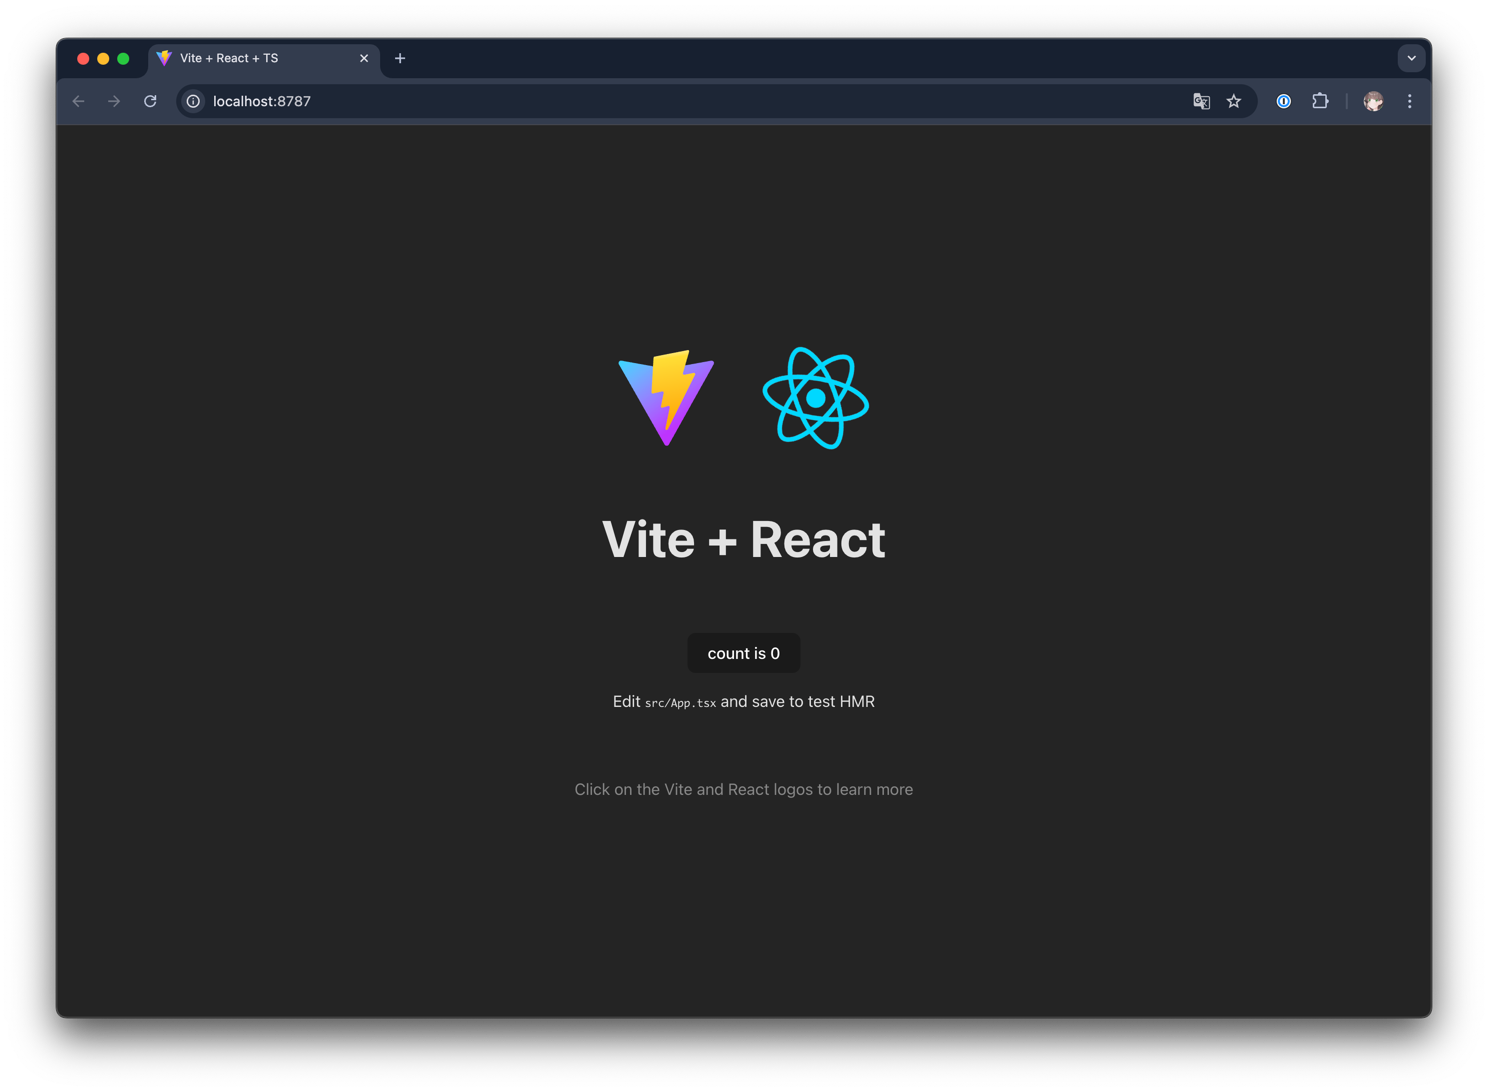 Vite + React + TS
localhost:8787
Vite + React
count is 0
Edit src/App.tsx and save to test HMR
Click on the Vite and React logos to learn more